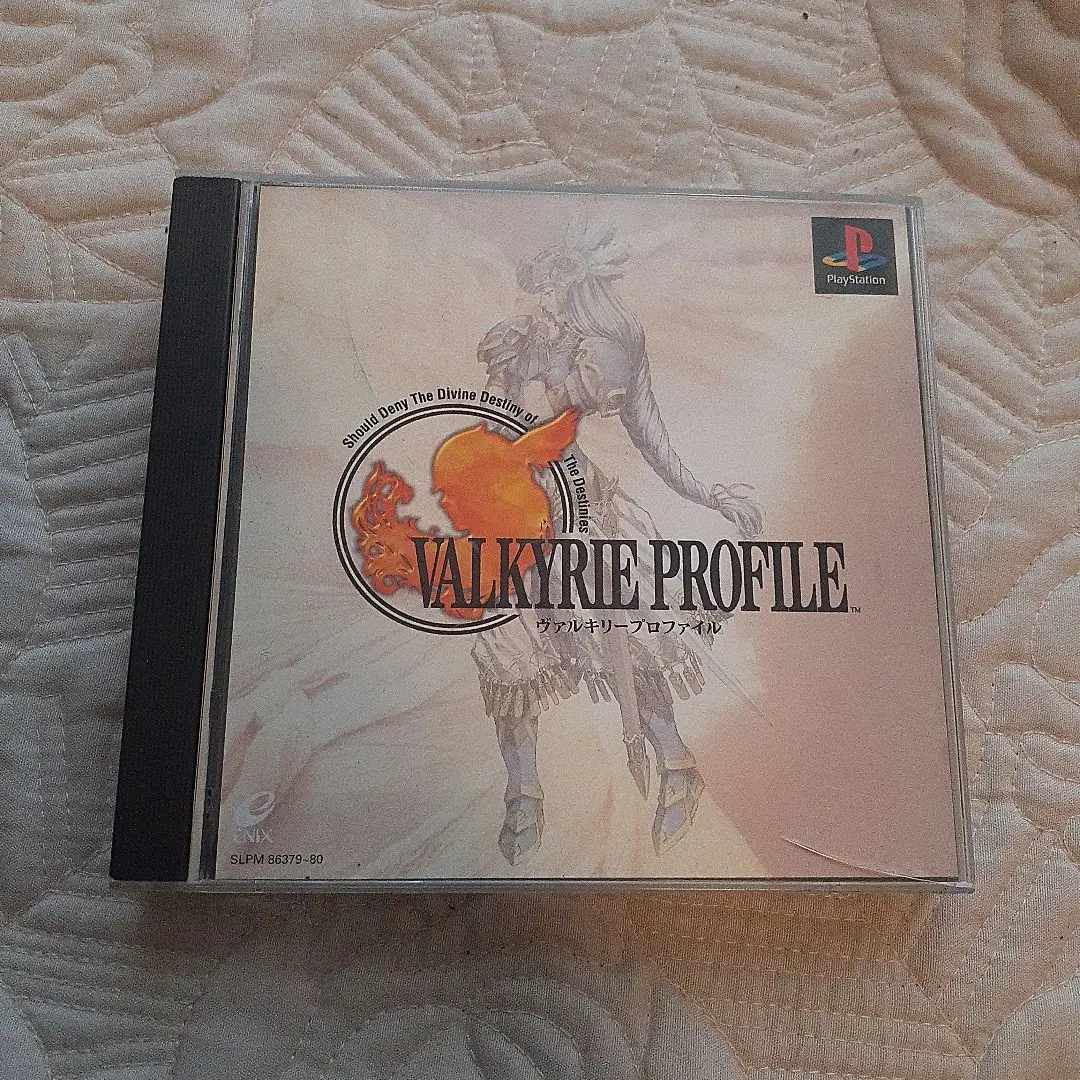 PlayStation
Should Deny The Divine Destiny of
The Destinies
VALKYRIE PROFILE™
ヴァルキリープロファイル
ENIX
SLPM 86379~80